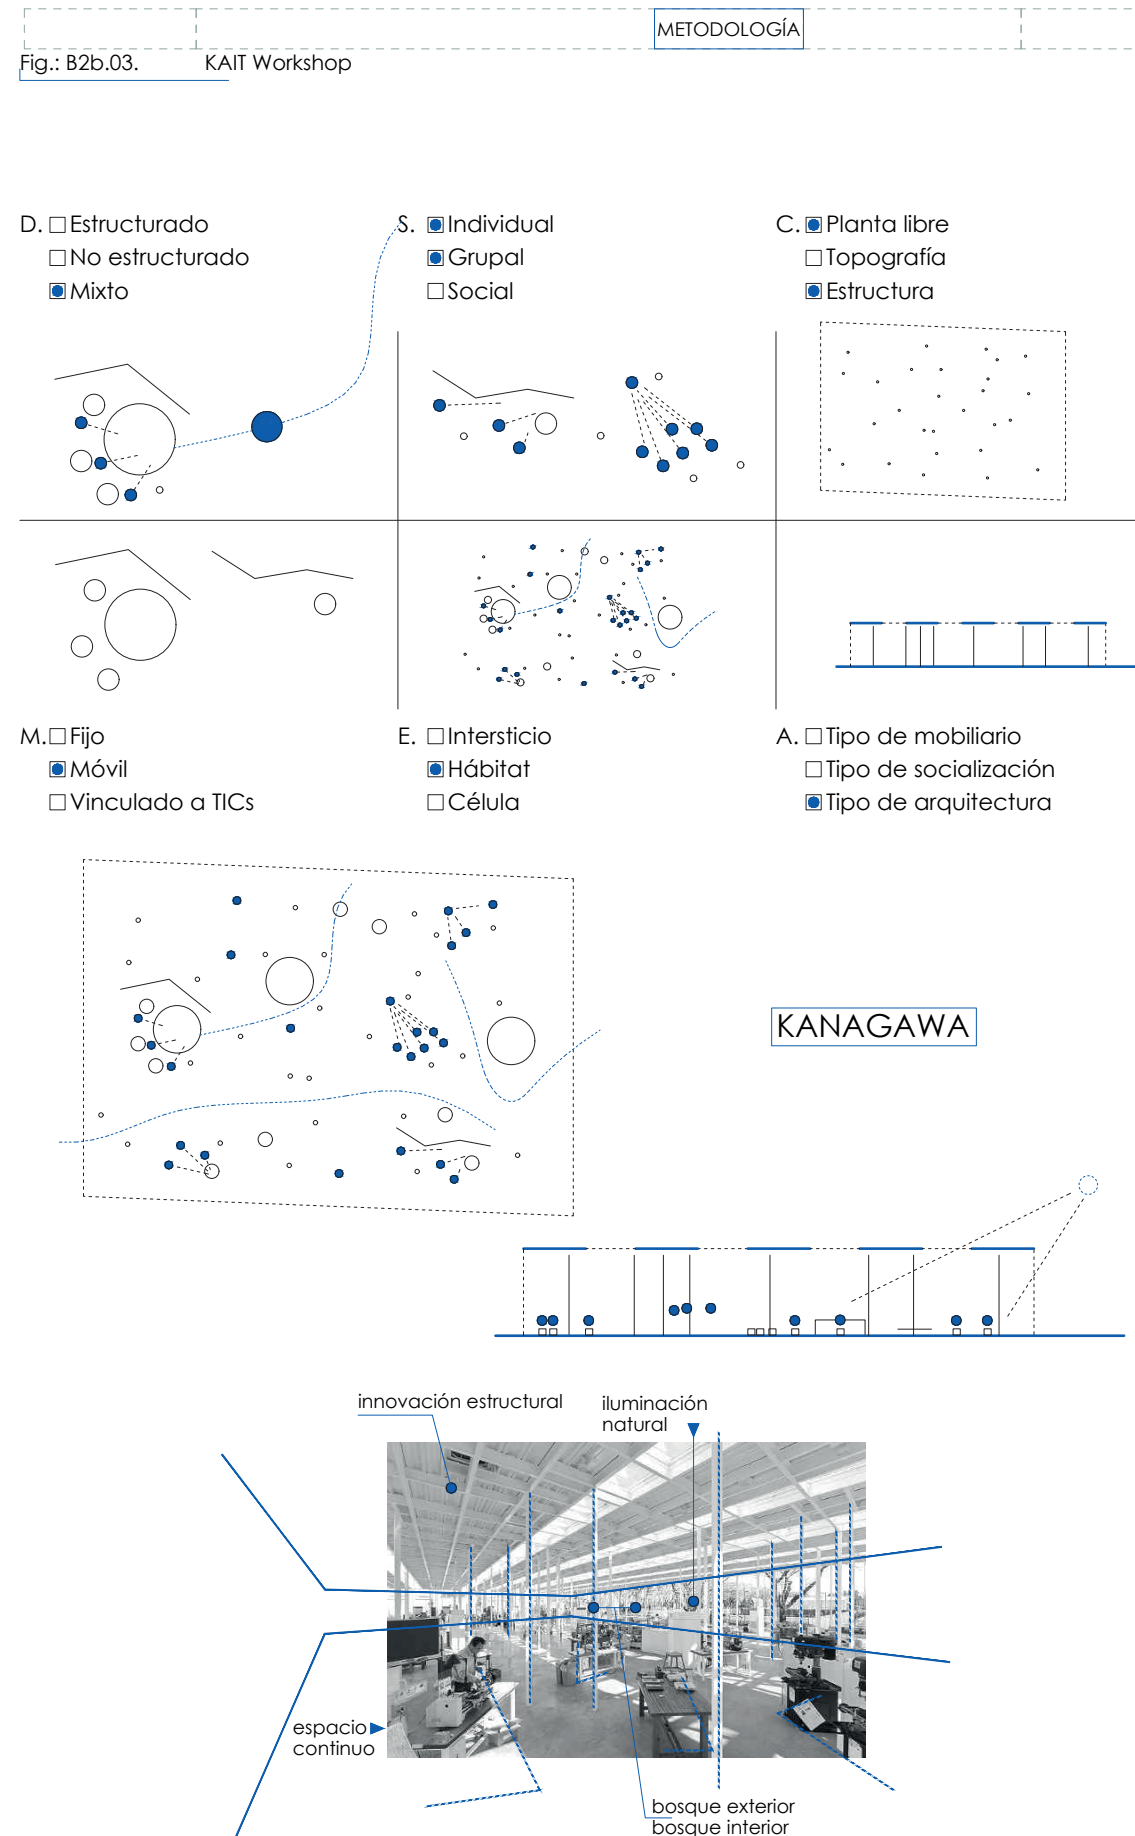 METODOLOGÍA
Fig.: B2b.03. KAIT Workshop
D. Estructurado
No estructurado
Mixto
S. Individual
Grupal
Social
C. Planta libre
Topografía
Estructura
M. Fijo
Móvil
Vinculado a TICs
E. Intersticio
Hábitat
Célula
A. Tipo de mobiliario
Tipo de socialización
Tipo de arquitectura
KANAGAWA
innovación estructural
iluminación
natural
espacio
continuo
bosque exterior
bosque interior